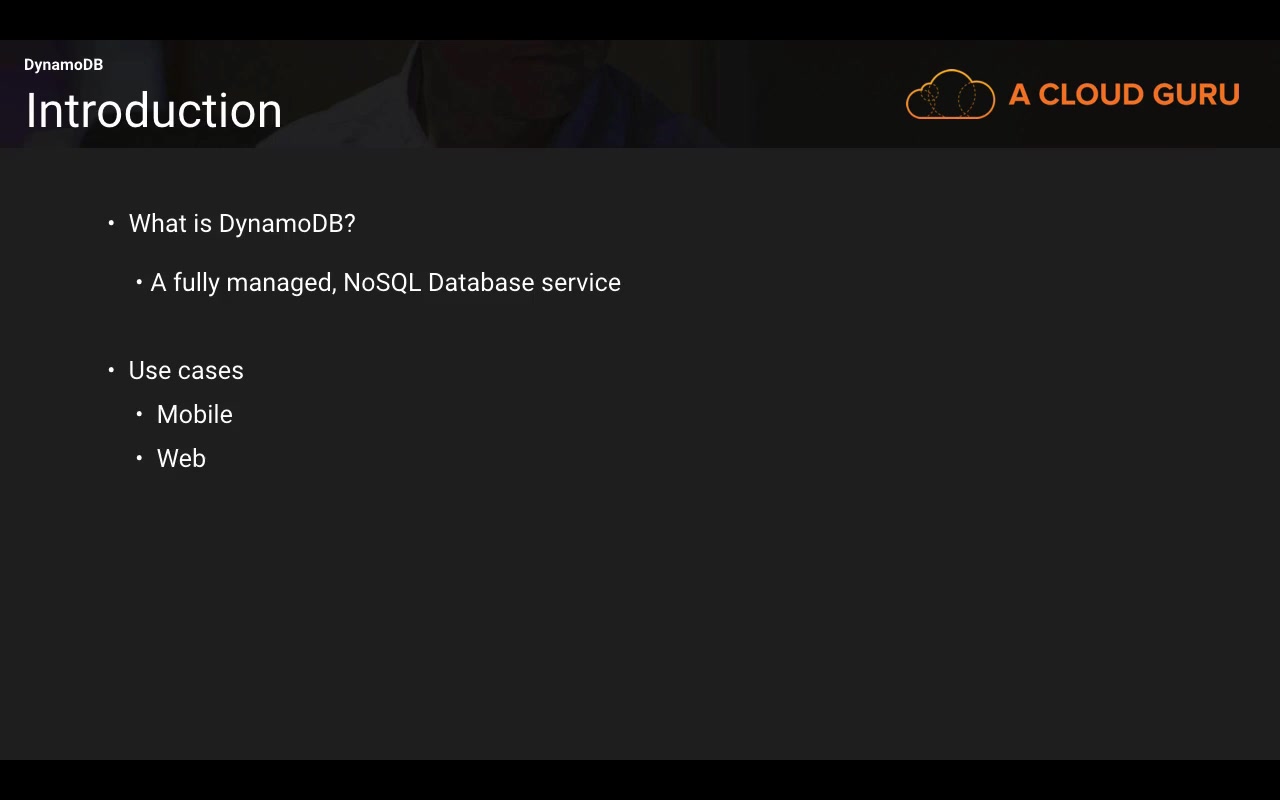 DynamoDB
Introduction
A CLOUD GURU
• What is DynamoDB?
• A fully managed, NoSQL Database service
• Use cases
• Mobile
• Web